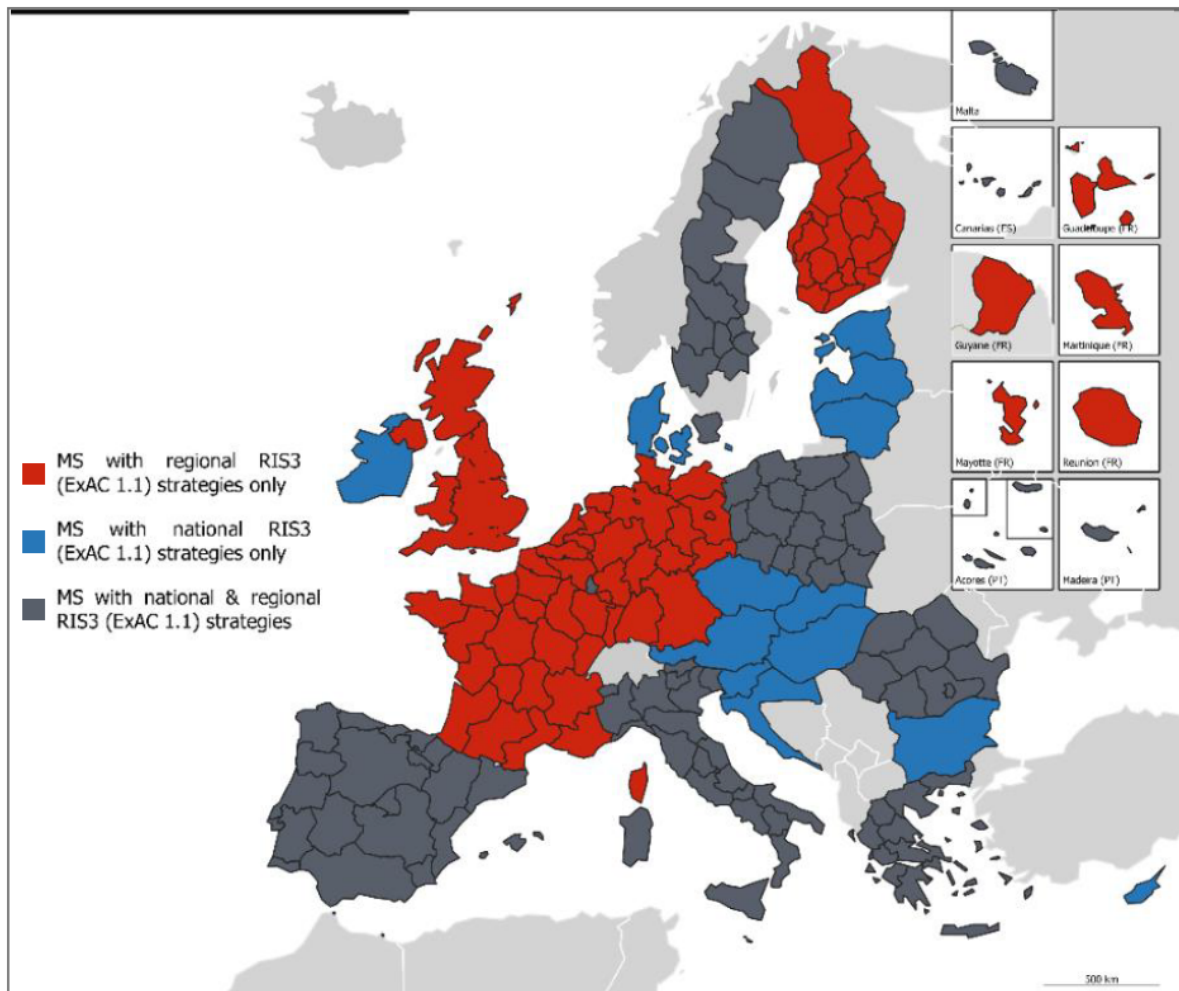 MS with regional RIS3
(ExAC 1.1) strategies only
MS with national RIS3
(ExAC 1.1) strategies only
MS with national & regional
RIS3 (ExAC 1.1) strategies
Malta
Canarias (ES)
Guadeloupe (FR)
Guyane (FR)
Martinique (FR)
Mayotte (FR)
Reunion (FR)
Acores (PT)
Madeira (PT)
500 km